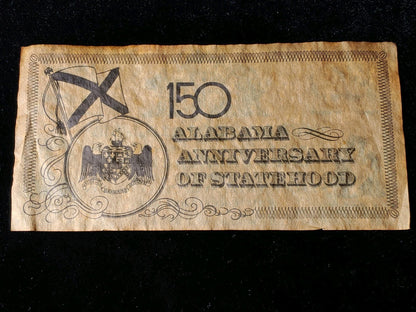 150
ALABAMA
ANNIVERSARY
OF STATEHOOD